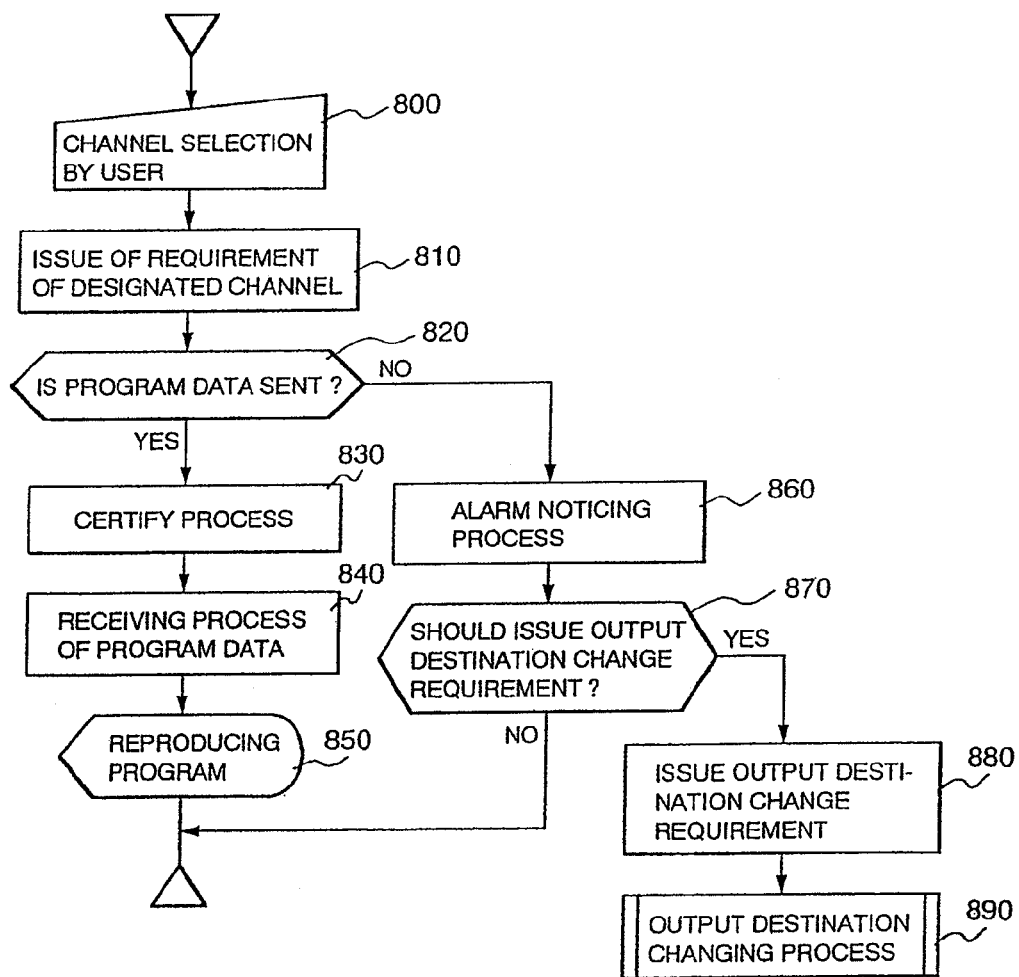 800
CHANNEL SELECTION
BY USER
ISSUE OF REQUIREMENT
OF DESIGNATED CHANNEL
810
820
IS PROGRAM DATA SENT ?
NO
YES
830
CERTIFY PROCESS
860
ALARM NOTICING
PROCESS
840
RECEIVING PROCESS
OF PROGRAM DATA
870
SHOULD ISSUE OUTPUT
DESTINATION CHANGE
REQUIREMENT ?
YES
NO
REPRODUCING
PROGRAM
850
880
ISSUE OUTPUT DESTI-
NATION CHANGE
REQUIREMENT
890
OUTPUT DESTINATION
CHANGING PROCESS